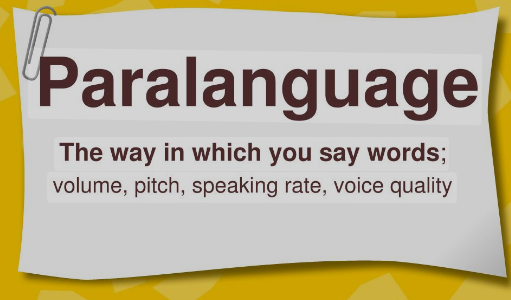 Paralanguage
The way in which you say words;
volume, pitch, speaking rate, voice quality